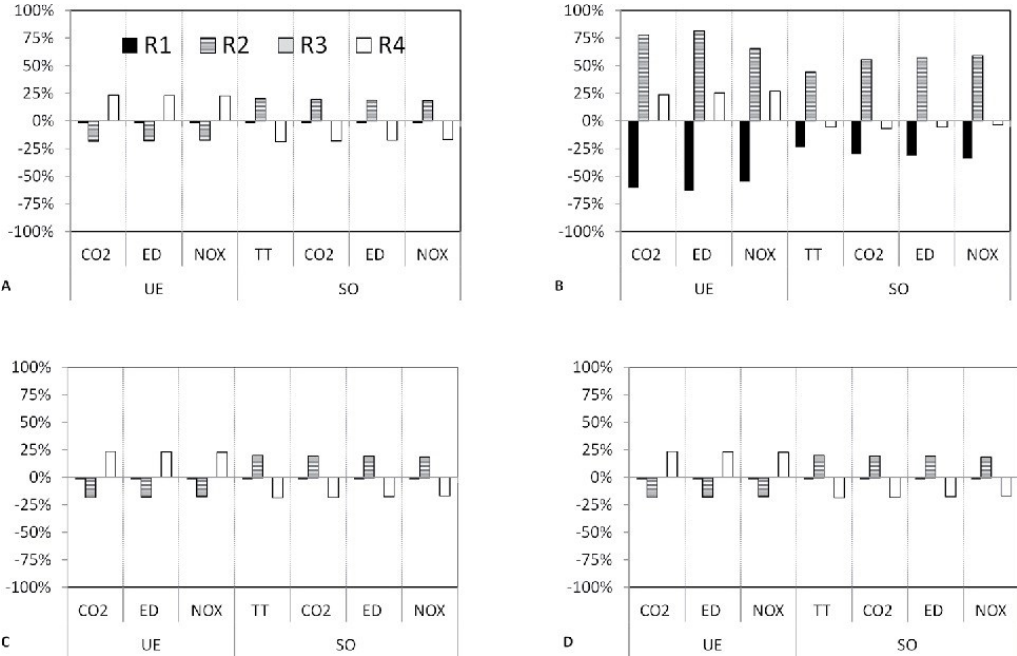 100%
75%
50%
25%
0%
-25%
-50%
-75%
-100%
R1 R2 R3 R4
CO2 ED NOX TT CO2 ED NOX
UE SO
A
100%
75%
50%
25%
0%
-25%
-50%
-75%
-100%
CO2 ED NOX TT CO2 ED NOX
UE SO
B
100%
75%
50%
25%
0%
-25%
-50%
-75%
-100%
CO2 ED NOX TT CO2 ED NOX
UE SO
C
100%
75%
50%
25%
0%
-25%
-50%
-75%
-100%
CO2 ED NOX TT CO2 ED NOX
UE SO
D